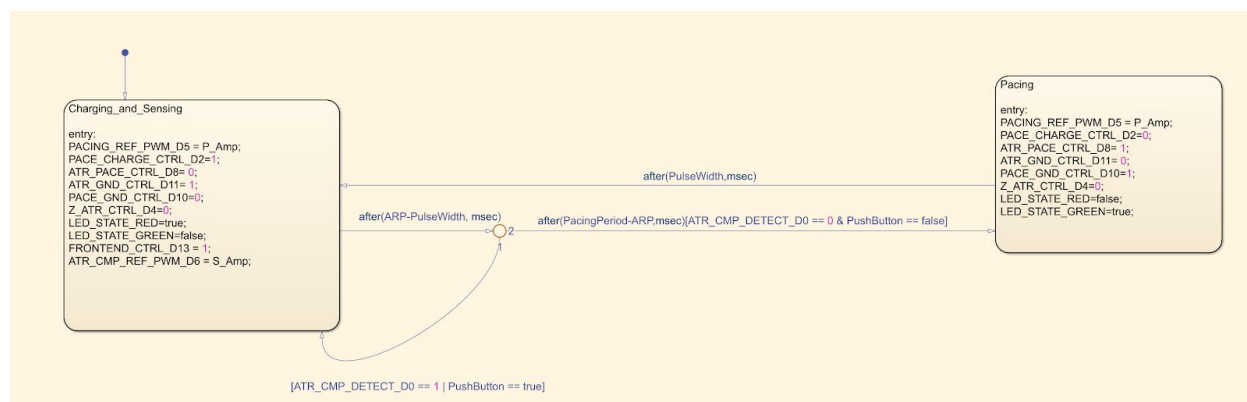 Charging_and_Sensing
entry:
PACING_REF_PWM_D5 = P_Amp;
PACE_CHARGE_CTRL_D2=1;
ATR_PACE_CTRL_D8= 0;
ATR_GND_CTRL_D11= 1;
PACE_GND_CTRL_D10=0;
Z_ATR_CTRL_D4=0;
LED_STATE_RED=true;
LED_STATE_GREEN=false;
FRONTEND_CTRL_D13 = 1;
ATR_CMP_REF_PWM_D6 = S_Amp;
after(PulseWidth,msec)
after(ARP-PulseWidth, msec)
2
1
after(PacingPeriod-ARP,msec)[ATR_CMP_DETECT_D0 == 0 & PushButton == false]
[ATR_CMP_DETECT_D0 == 1 | PushButton == true]
Pacing
entry:
PACING_REF_PWM_D5 = P_Amp;
PACE_CHARGE_CTRL_D2=0;
ATR_PACE_CTRL_D8= 1;
ATR_GND_CTRL_D11= 0;
PACE_GND_CTRL_D10=1;
Z_ATR_CTRL_D4=0;
LED_STATE_RED=false;
LED_STATE_GREEN=true;